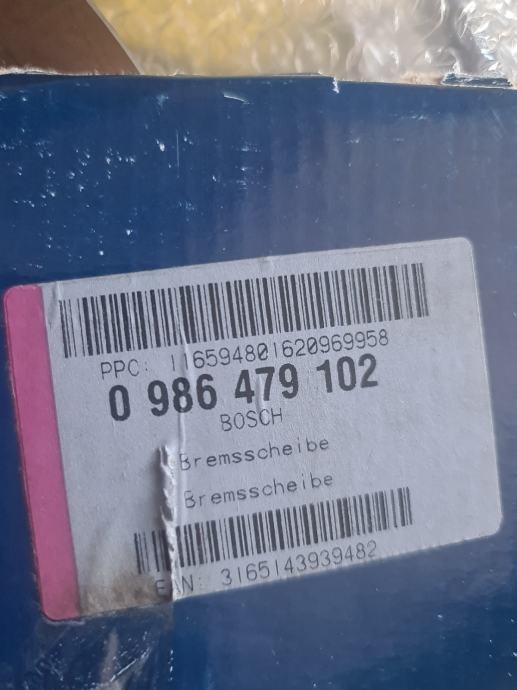 PPC: 116594801620969958
0 986 479 102
BOSCH
Bremsscheibe
Bremsscheibe
EAN: 3165143939482